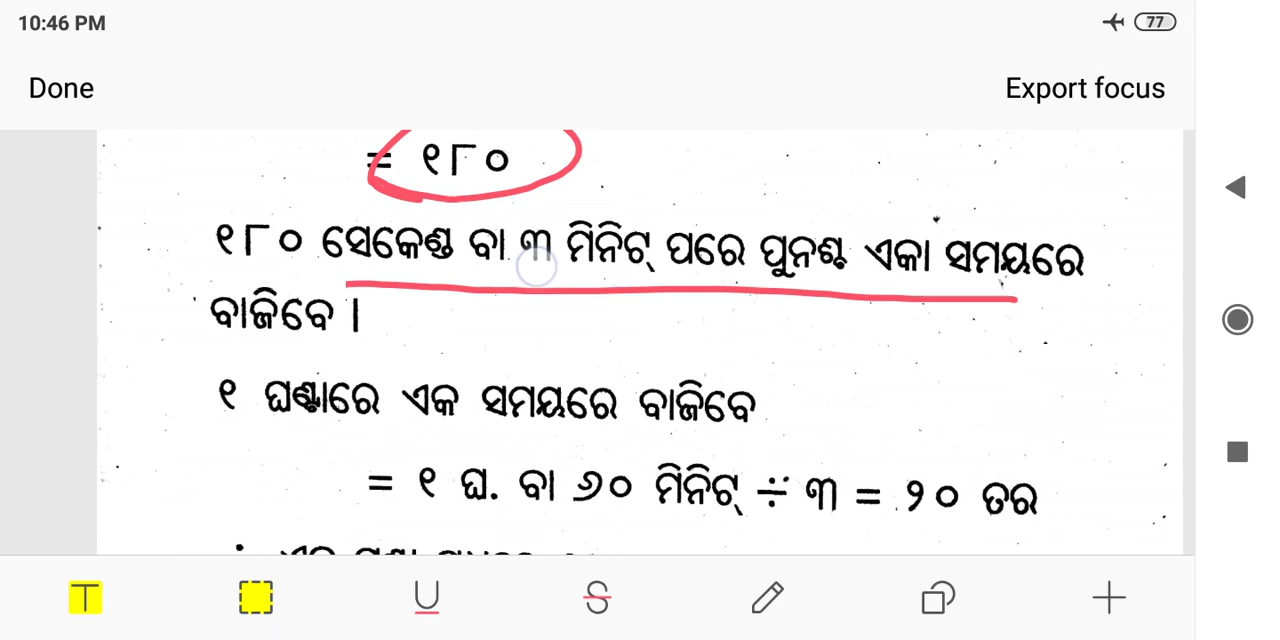 10:46 PM
77
Done
Export focus
= ୧୮୦
୧୮୦ ସେକେଣ୍ଡ ବା ୩ ମିନିଟ୍ ପରେ ପୁନଶ୍ଚ ଏକା ସମୟରେ
ବାଜିବେ ।
୧ ଘଣ୍ଟାରେ ଏକ ସମୟରେ ବାଜିବେ
= ୧ ଘ. ବା ୬୦ ମିନିଟ୍ ÷ ୩ = ୨୦ ତର
T
U
S